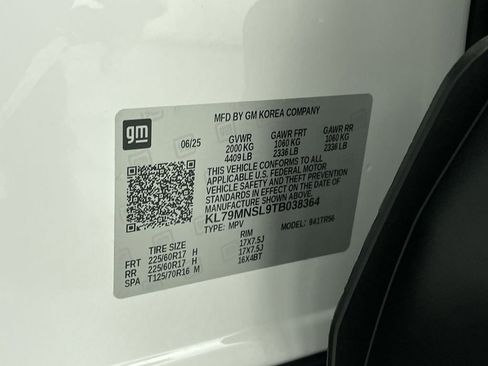 gm
MFD BY GM KOREA COMPANY
06/25 GVWR GAWR FRT GAWR RR
2000 KG 1060 KG 1060 KG
4409 LB 2336 LB 2336 LB
THIS VEHICLE CONFORMS TO ALL
APPLICABLE U.S. FEDERAL MOTOR
VEHICLE SAFETY AND THEFT PREVENTION
STANDARDS IN EFFECT ON THE DATE OF
MANUFACTURE SHOWN ABOVE.
KL79MNSL9TB038364
TYPE: MPV MODEL: 9417R56
TIRE SIZE RIM
FRT 225/60R17 H 17X7.5J
RR 225/60R17 H 17X7.5J
SPA T125/70R16 M 16X4BT